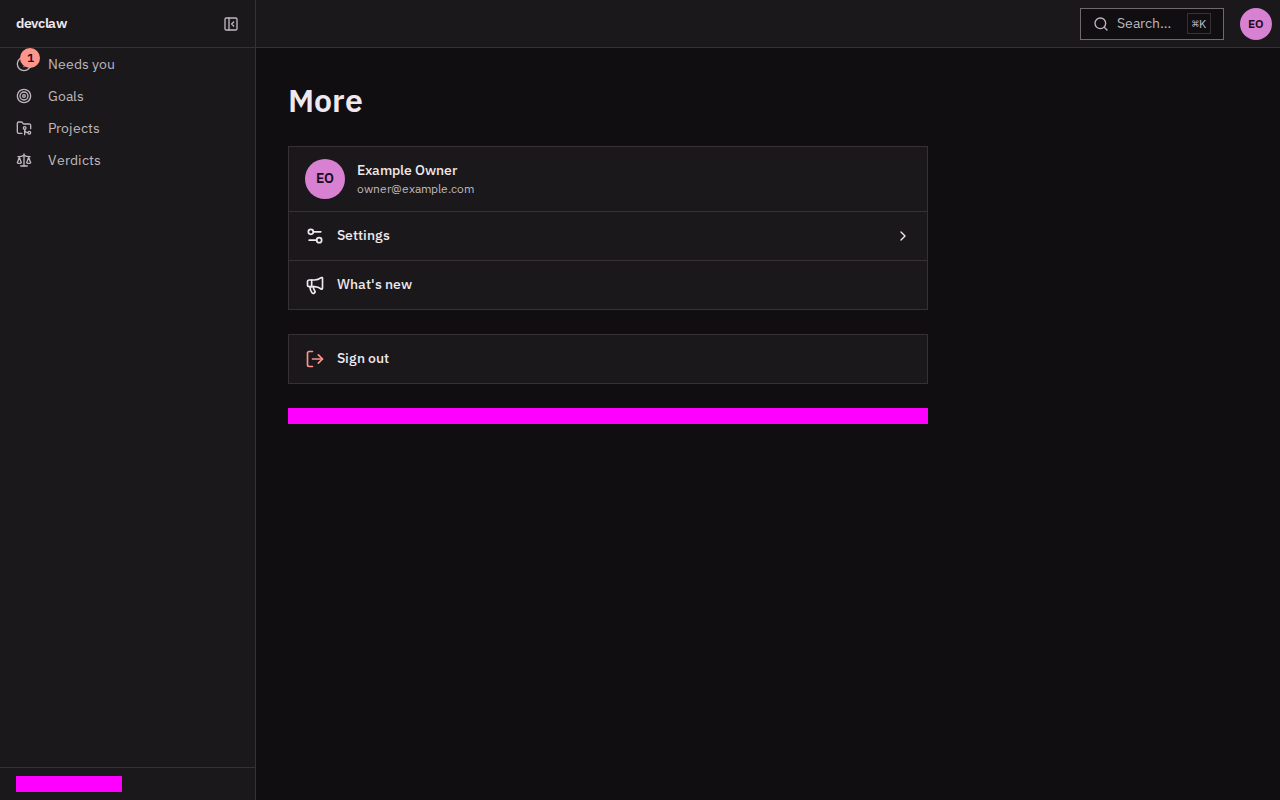 devclaw
Search... ⌘K EO
1 Needs you
Goals
Projects
Verdicts
More
EO
Example Owner
owner@example.com
Settings
What's new
Sign out